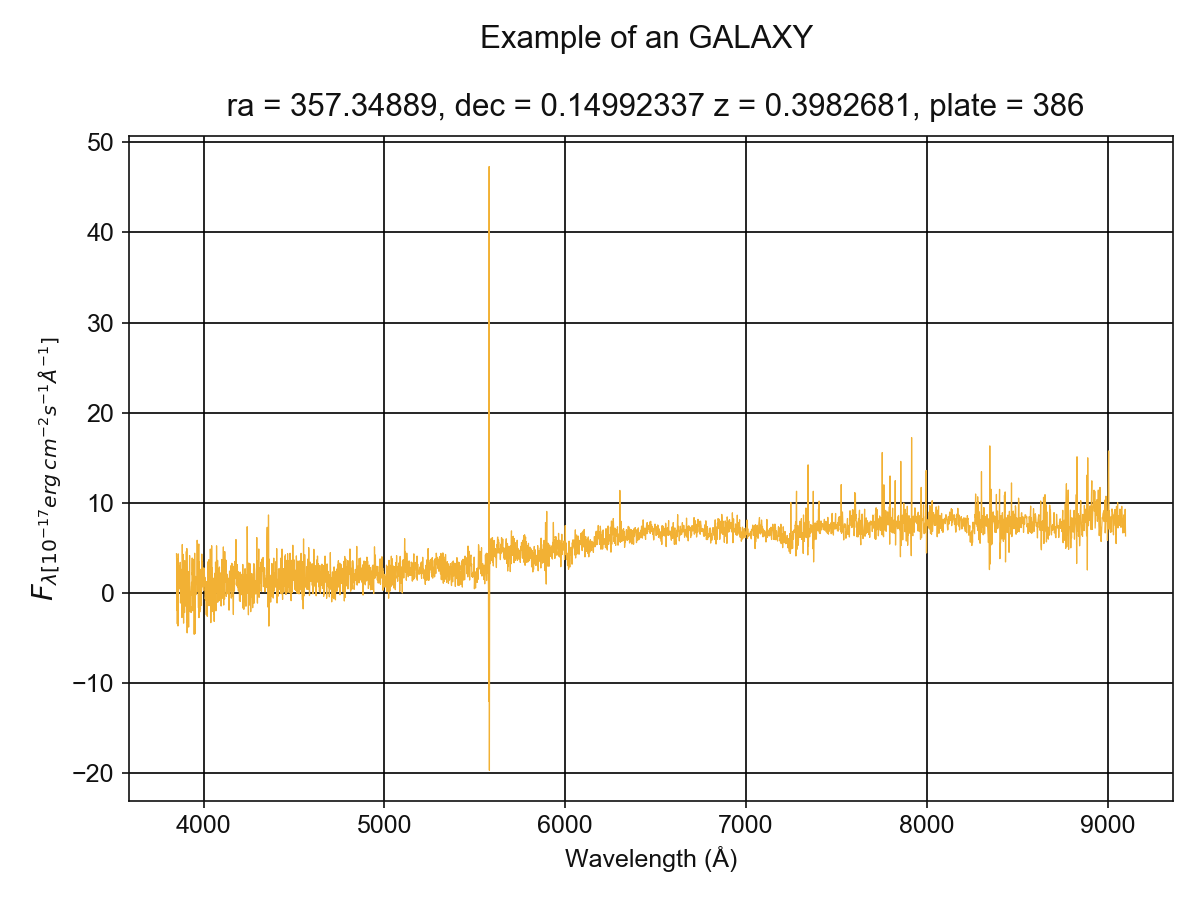 Example of an GALAXY
ra = 357.34889, dec = 0.14992337 z = 0.3982681, plate = 386
50
40
30
20
10
0
−10
−20
F_λ[10^{−17} erg cm^{−2}s^{−1}Å^{−1}]
4000 5000 6000 7000 8000 9000
Wavelength (Å)